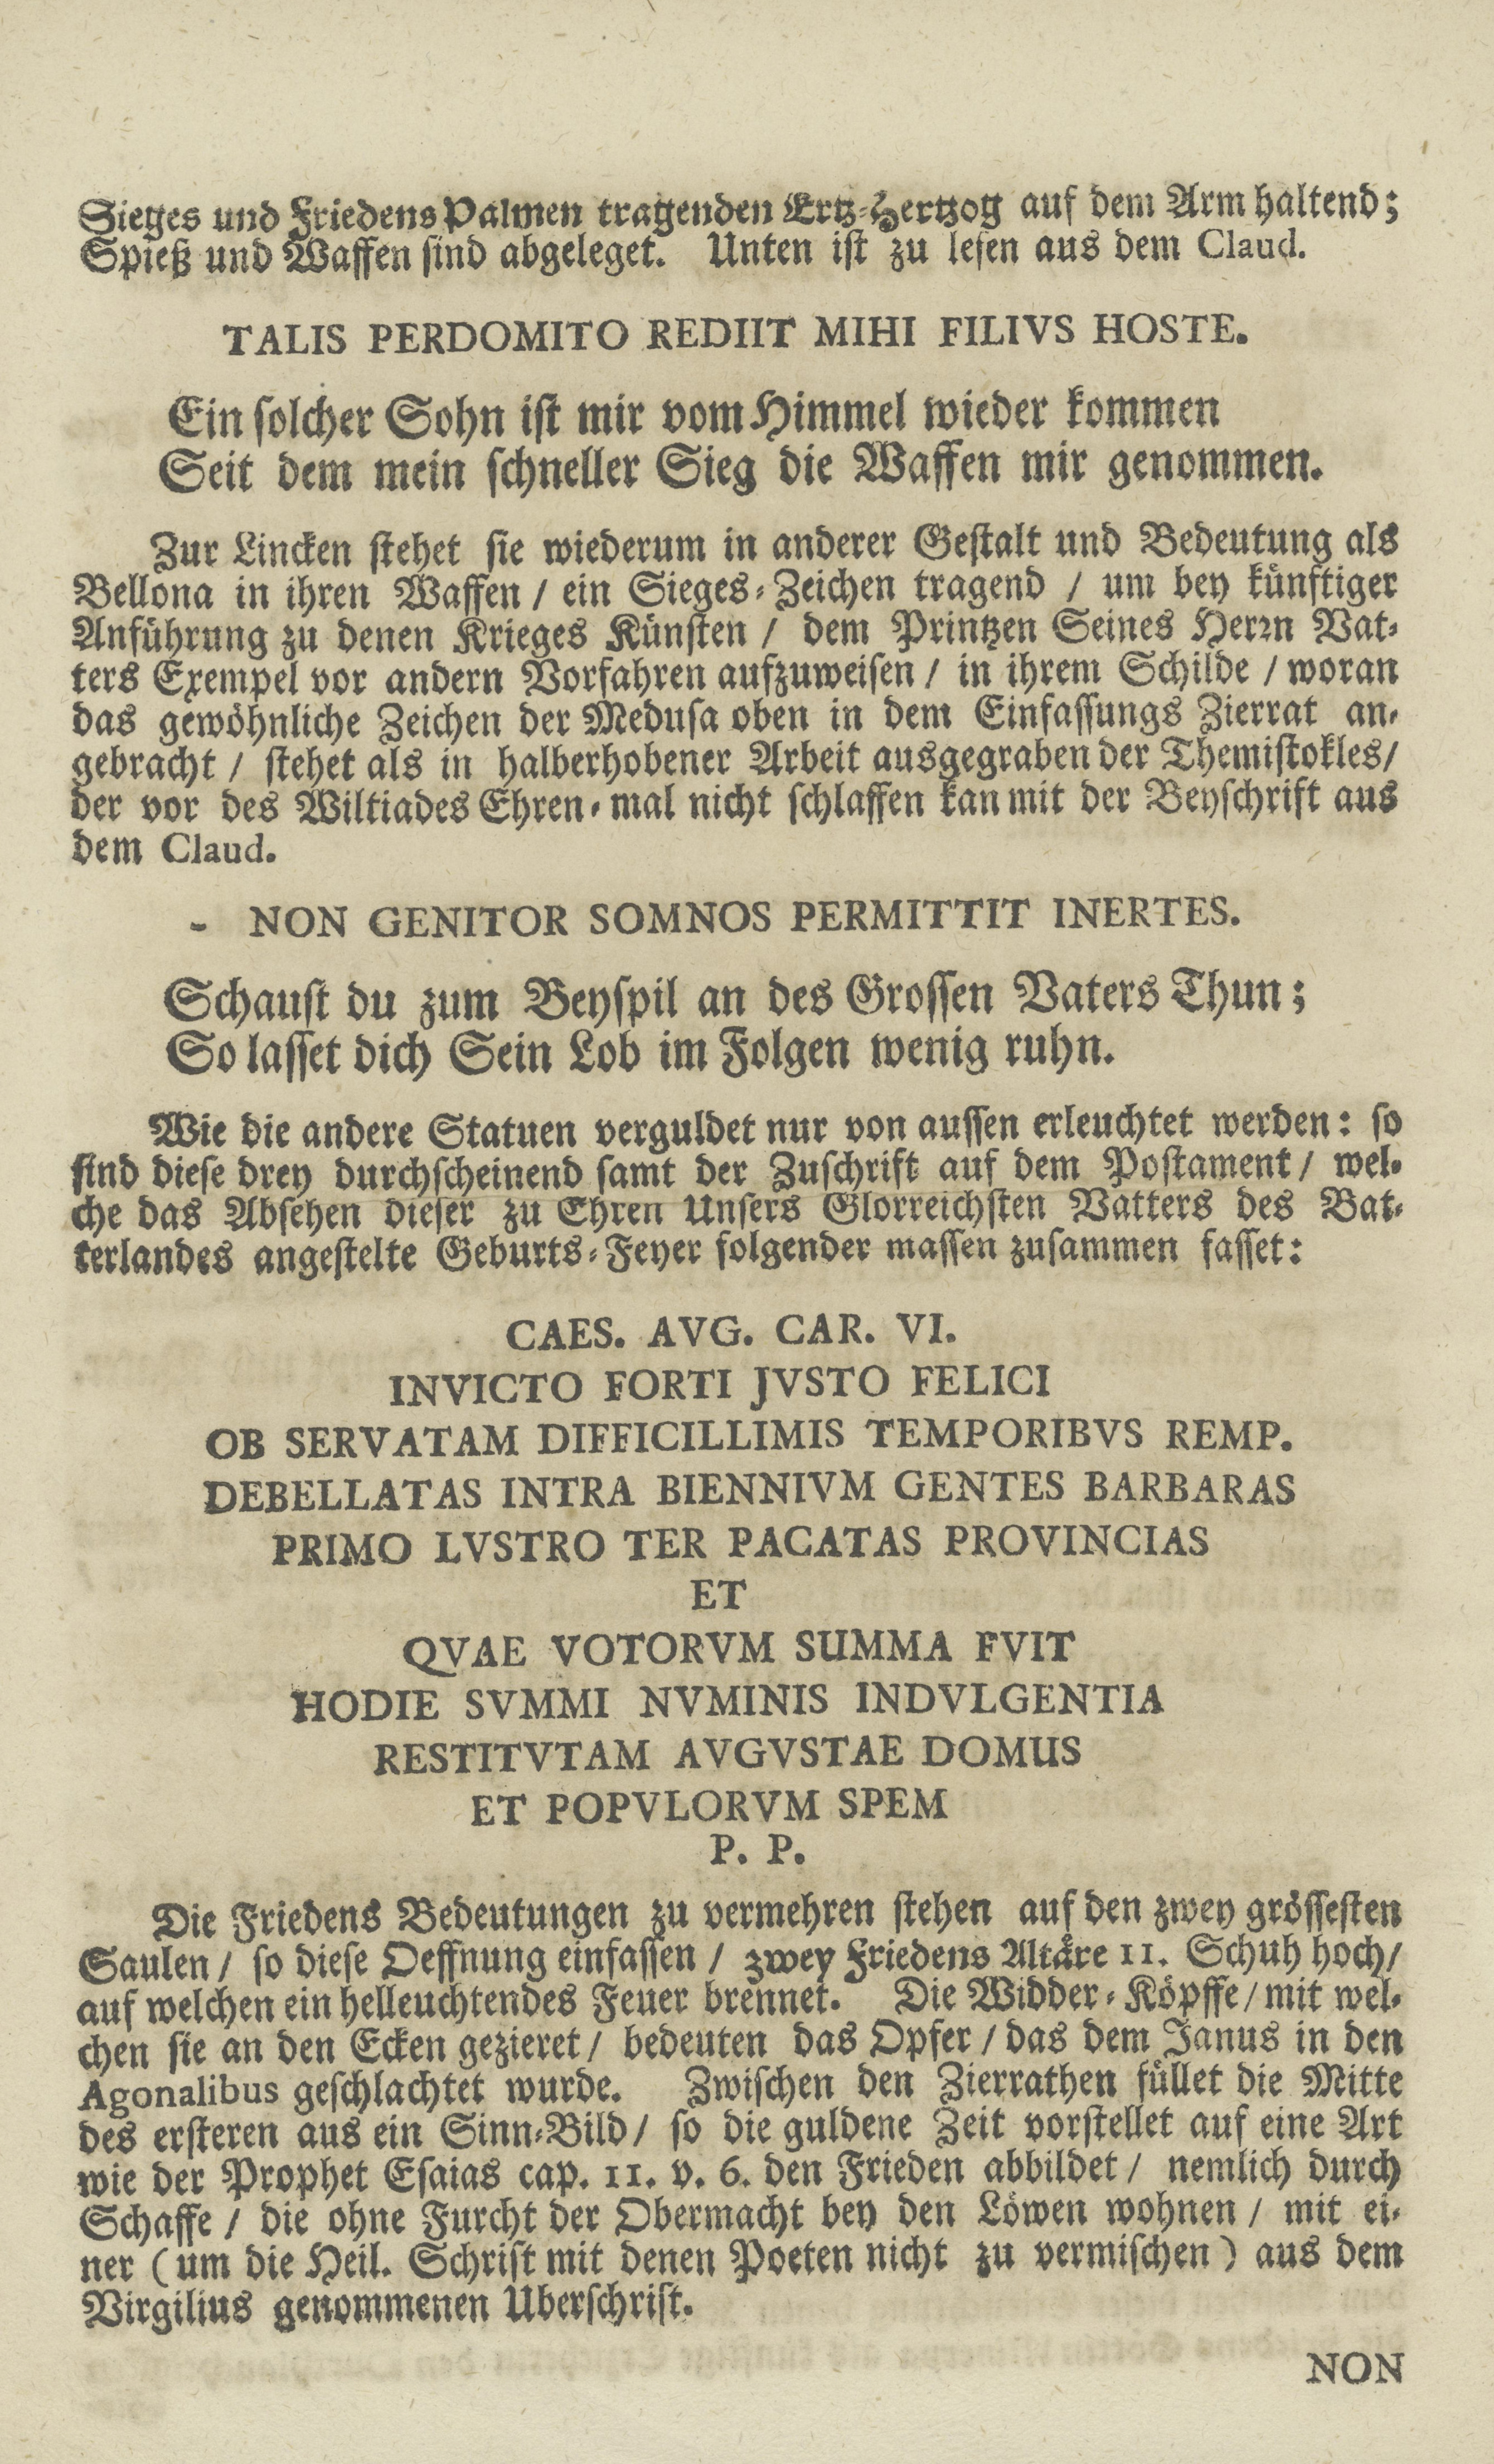 Sieges und Friedens Palmen tragenden Ertz-Hertzog auf dem Arm haltend;
Spieß und Waffen sind abgeleget. Unten ist zu lesen aus dem Claud.
TALIS PERDOMITO REDIIT MIHI FILIVS HOSTE.
Ein solcher Sohn ist mir vom Himmel wieder kommen
Seit dem mein schneller Sieg die Waffen mir genommen.
Zur Lincken stehet sie wiederum in anderer Gestalt und Bedeutung als
Bellona in ihren Waffen / ein Sieges-Zeichen tragend / um bey künftiger
Anführung zu denen Krieges Künsten / dem Printzen Seines Herrn Vat-
ters Exempel vor andern Vorfahren aufzuweisen / in ihrem Schilde / woran
das gewöhnliche Zeichen der Medusa oben in dem Einfassungs Zierrat an-
gebracht / stehet als in halberhobener Arbeit ausgegraben der Themistokles/
der vor des Wiltiades Ehren-mal nicht schlaffen kan mit der Beyschrift aus
dem Claud.
- NON GENITOR SOMNOS PERMITTIT INERTES.
Schaust du zum Beyspil an des Grossen Vaters Thun;
So lasset dich Sein Lob im Folgen wenig ruhn.
Wie die andere Statuen verguldet nur von aussen erleuchtet werden: so
sind diese drey durchscheinend samt der Zuschrift auf dem Postament / wel-
che das Absehen dieser zu Ehren Unsers Glorreichsten Vatters des Vat-
terlandes angestelte Geburts-Feyer folgender massen zusammen fasset:
CAES. AVG. CAR. VI.
INVICTO FORTI JVSTO FELICI
OB SERVATAM DIFFICILLIMIS TEMPORIBVS REMP.
DEBELLATAS INTRA BIENNIVM GENTES BARBARAS
PRIMO LVSTRO TER PACATAS PROVINCIAS
ET
QVAE VOTORVM SUMMA FVIT
HODIE SVMMI NVMINIS INDVLGENTIA
RESTITVTAM AVGVSTAE DOMUS
ET POPVLORVM SPEM
P. P.
Die Friedens Bedeutungen zu vermehren stehen auf den zwey grössesten
Saulen / so diese Oeffnung einfassen / zwey Friedens Altäre 11. Schuh hoch/
auf welchen ein helleuchtendes Feuer brennet. Die Widder-Köpffe/ mit wel-
chen sie an den Ecken gezieret / bedeuten das Opfer / das dem Janus in den
Agonalibus geschlachtet wurde. Zwischen den Zierrathen füllet die Mitte
des ersteren aus ein Sinn-Bild / so die guldene Zeit vorstellet auf eine Art
wie der Prophet Esaias cap. 11. v. 6. den Frieden abbildet / nemlich durch
Schaffe / die ohne Furcht der Obermacht bey den Löwen wohnen / mit ei-
ner (um die Heil. Schrift mit denen Poeten nicht zu vermischen) aus dem
Virgilius genommenen Uberschrift.
NON